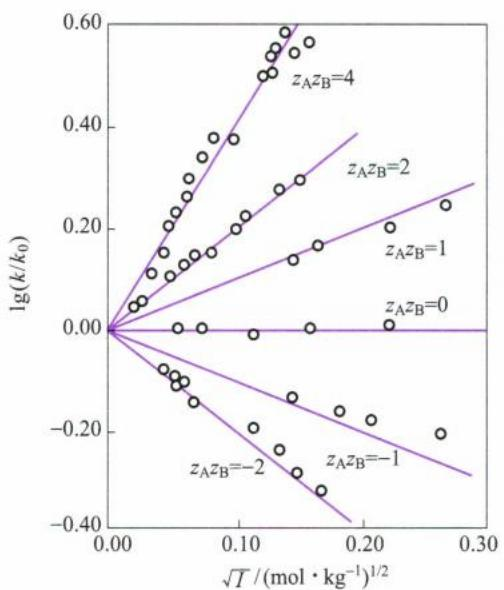 0.60
0.40
0.20
0.00
−0.20
−0.40
lg(k/k₀)
z_Az_B=4
z_Az_B=2
z_Az_B=1
z_Az_B=0
z_Az_B=−1
z_Az_B=−2
0.00 0.10 0.20 0.30
√I/(mol · kg⁻¹)^{1/2}